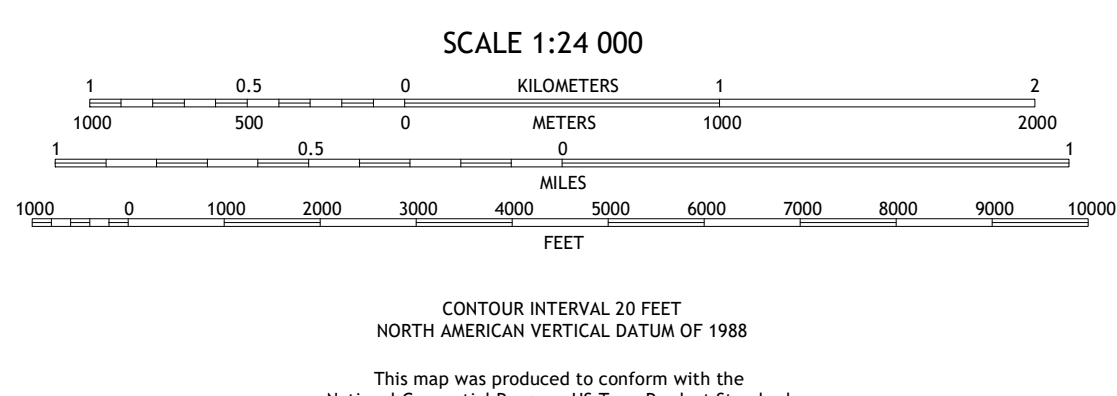 SCALE 1:24 000
1 0.5 0 KILOMETERS 1 2
1000 500 0 METERS 1000 2000
1 0.5 0 1
MILES
1000 0 1000 2000 3000 4000 5000 6000 7000 8000 9000 10000
FEET
CONTOUR INTERVAL 20 FEET
NORTH AMERICAN VERTICAL DATUM OF 1988
This map was produced to conform with the